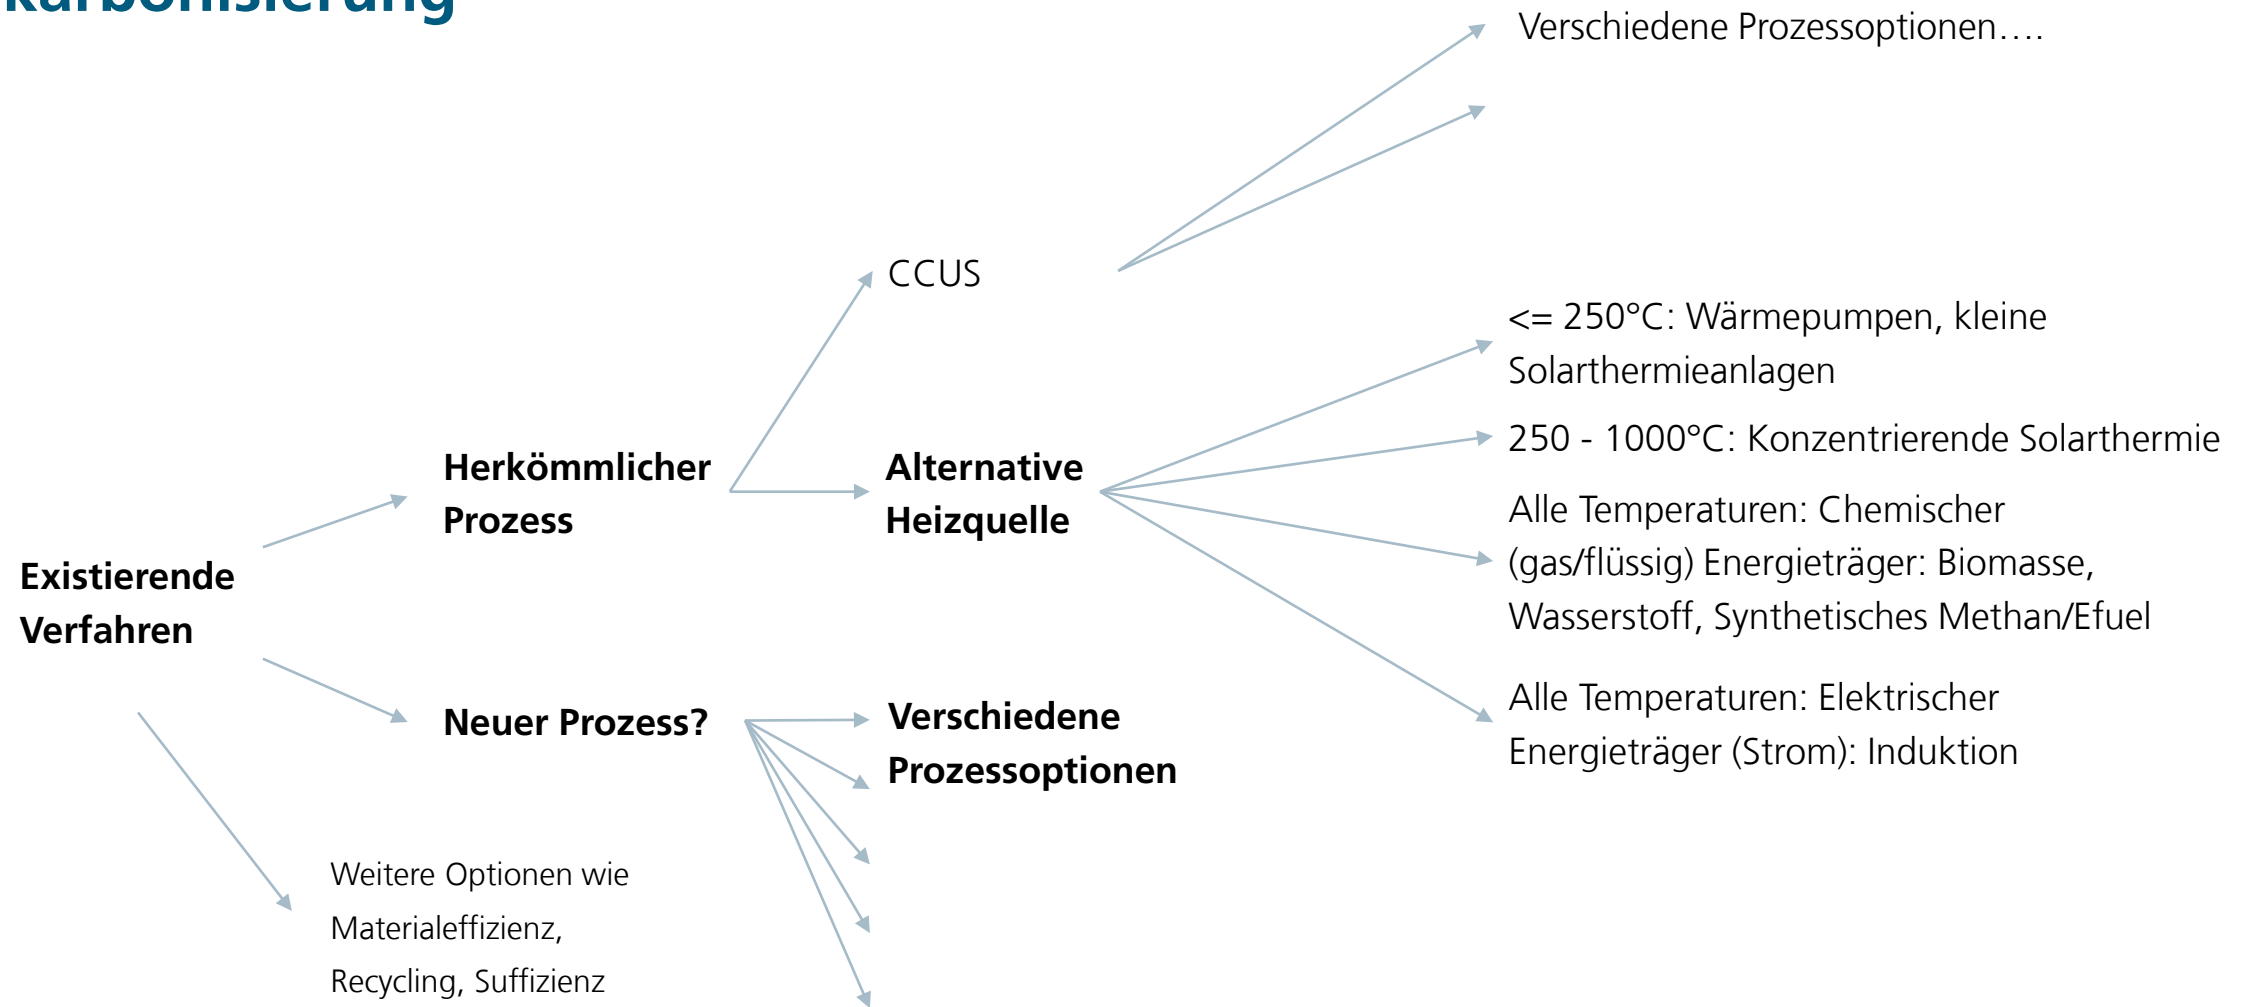 karbonisierung
Verschiedene Prozessoptionen….
CCUS
<= 250°C: Wärmepumpen, kleine
Solarthermieanlagen
250 - 1000°C: Konzentrierende Solarthermie
Herkömmlicher
Prozess
Alternative
Heizquelle
Alle Temperaturen: Chemischer
(gas/flüssig) Energieträger: Biomasse,
Wasserstoff, Synthetisches Methan/Efuel
Existierende
Verfahren
Neuer Prozess?
Verschiedene
Prozessoptionen
Alle Temperaturen: Elektrischer
Energieträger (Strom): Induktion
Weitere Optionen wie
Materialeffizienz,
Recycling, Suffizienz